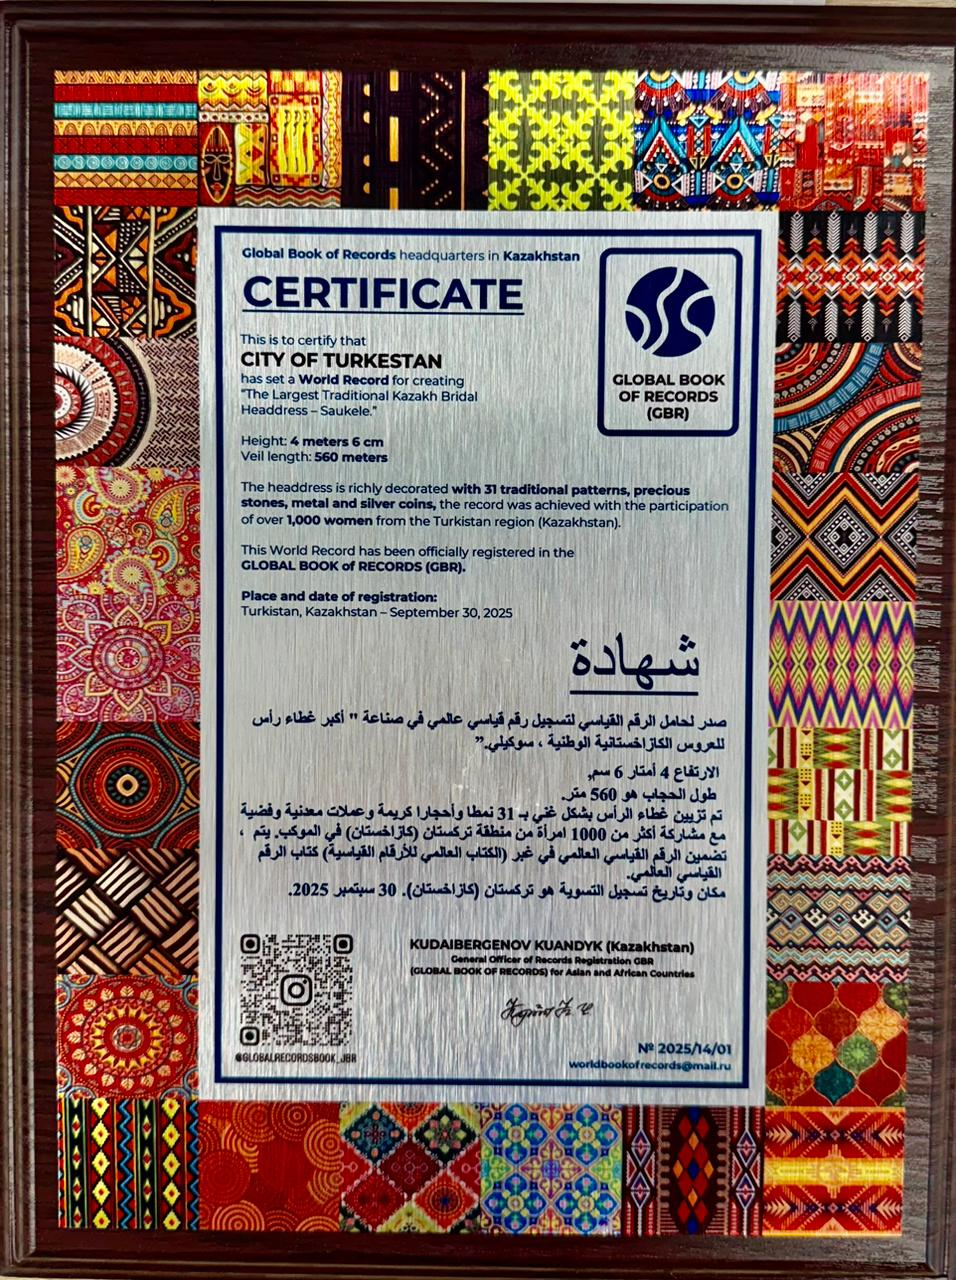 Global Book of Records headquarters in Kazakhstan
CERTIFICATE
GLOBAL BOOK
OF RECORDS
(GBR)
This is to certify that
CITY OF TURKESTAN
has set a World Record for creating
“The Largest Traditional Kazakh Bridal
Headdress – Saukele.”
Height: 4 meters 6 cm
Veil length: 560 meters
The headdress is richly decorated with 31 traditional patterns, precious
stones, metal and silver coins, the record was achieved with the participation
of over 1,000 women from the Turkistan region (Kazakhstan).
This World Record has been officially registered in the
GLOBAL BOOK of RECORDS (GBR).
Place and date of registration:
Turkistan, Kazakhstan – September 30, 2025
شهادة
صدر لحامل الرقم القياسي لتسجيل رقم قياسي عالمي في صناعة " أكبر غطاء رأس
للعروس الكازاخستانية الوطنية ، سوكيلي.”
الارتفاع 4 أمتار 6 سم,
طول الحجاب هو 560 متر.
تم تزيين غطاء الرأس بشكل غني بـ 31 نمطا وأحجارا كريمة وعملات معدنية وفضية
، مع مشاركة أكثر من 1000 امرأة من منطقة تركستان (كازاخستان) في الموكب. يتم
تضمين الرقم القياسي العالمي في غبر (الكتاب العالمي للأرقام القياسية) كتاب الرقم
القياسي العالمي.
مكان وتاريخ تسجيل التسوية هو تركستان (كازاخستان). 30 سبتمبر 2025.
KUDAIBERGENOV KUANDYK (Kazakhstan)
General Officer of Records Registration GBR
(GLOBAL BOOK OF RECORDS) for Asian and African Countries
@GLOBALRECORDSBOOK_JBR
№ 2025/14/01
worldbookofrecords@mail.ru